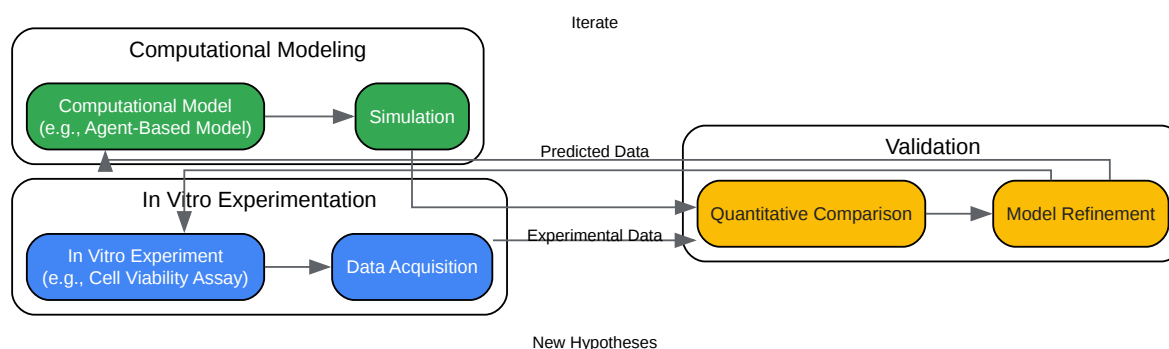 Iterate
Computational Modeling
Computational Model
(e.g., Agent-Based Model)
Simulation
Predicted Data
Validation
In Vitro Experimentation
Quantitative Comparison
Model Refinement
Experimental Data
In Vitro Experiment
(e.g., Cell Viability Assay)
Data Acquisition
New Hypotheses